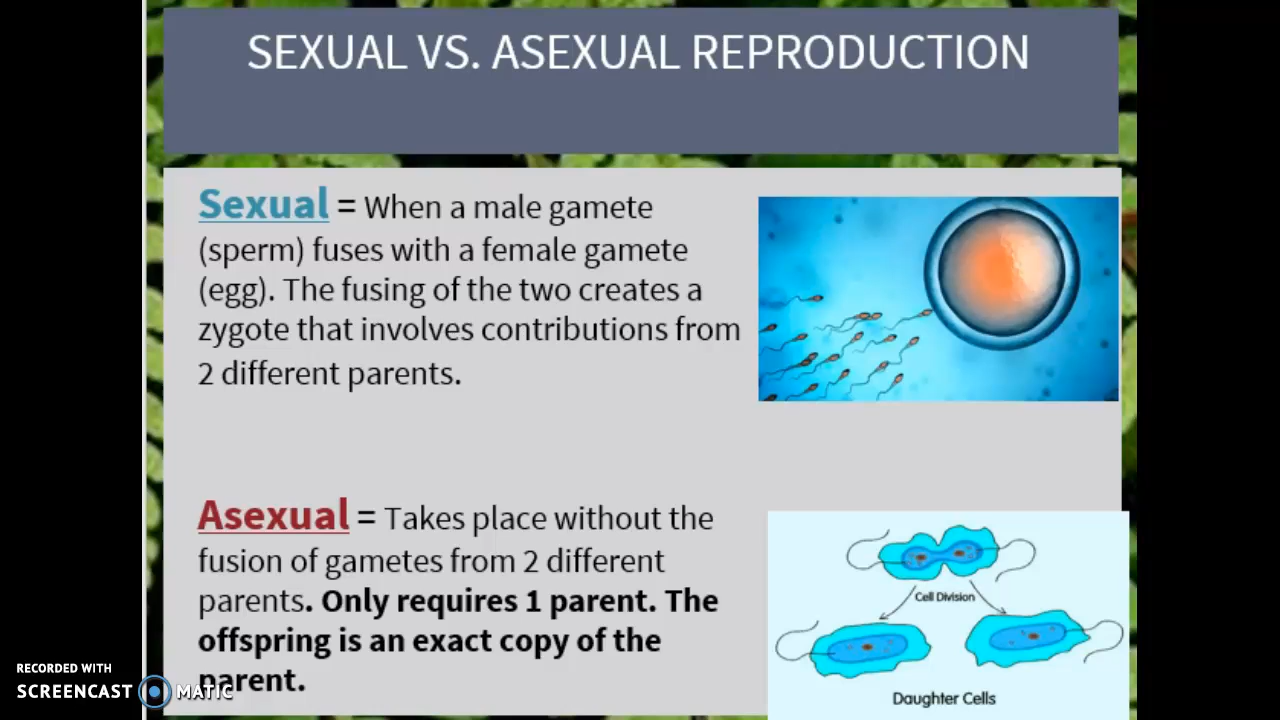 SEXUAL VS. ASEXUAL REPRODUCTION
Sexual = When a male gamete
(sperm) fuses with a female gamete
(egg). The fusing of the two creates a
zygote that involves contributions from
2 different parents.
Asexual = Takes place without the
fusion of gametes from 2 different
parents. Only requires 1 parent. The
offspring is an exact copy of the
parent.
Cell Division
Daughter Cells
RECORDED WITH
SCREENCAST MATIC